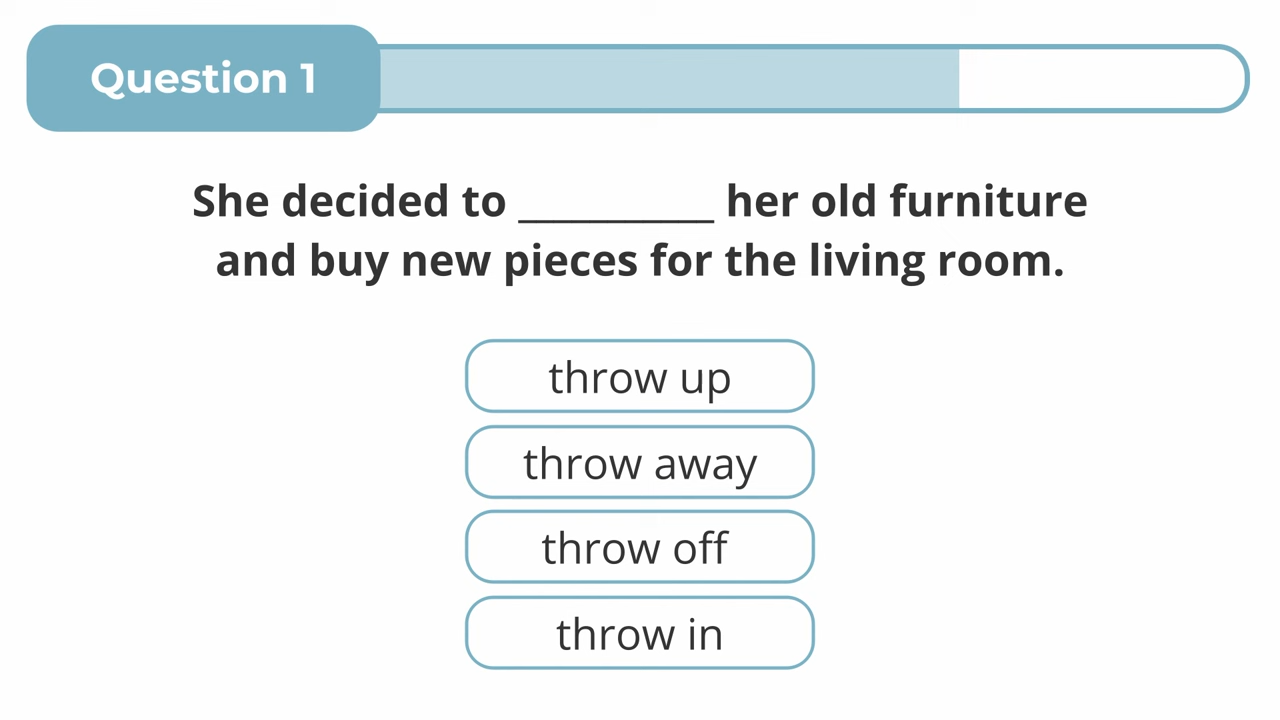 Question 1
She decided to __________ her old furniture
and buy new pieces for the living room.
throw up
throw away
throw off
throw in